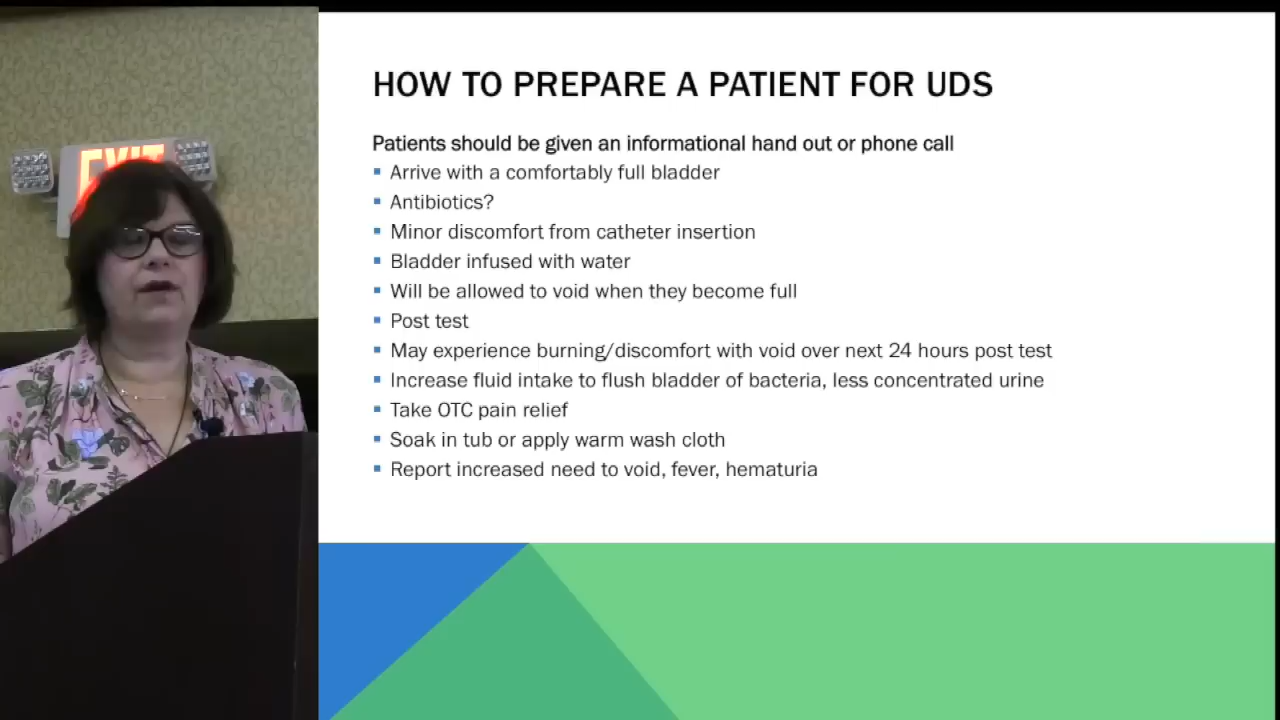 EXIT
HOW TO PREPARE A PATIENT FOR UDS
Patients should be given an informational hand out or phone call
Arrive with a comfortably full bladder
Antibiotics?
Minor discomfort from catheter insertion
Bladder infused with water
Will be allowed to void when they become full
Post test
May experience burning/discomfort with void over next 24 hours post test
Increase fluid intake to flush bladder of bacteria, less concentrated urine
Take OTC pain relief
Soak in tub or apply warm wash cloth
Report increased need to void, fever, hematuria